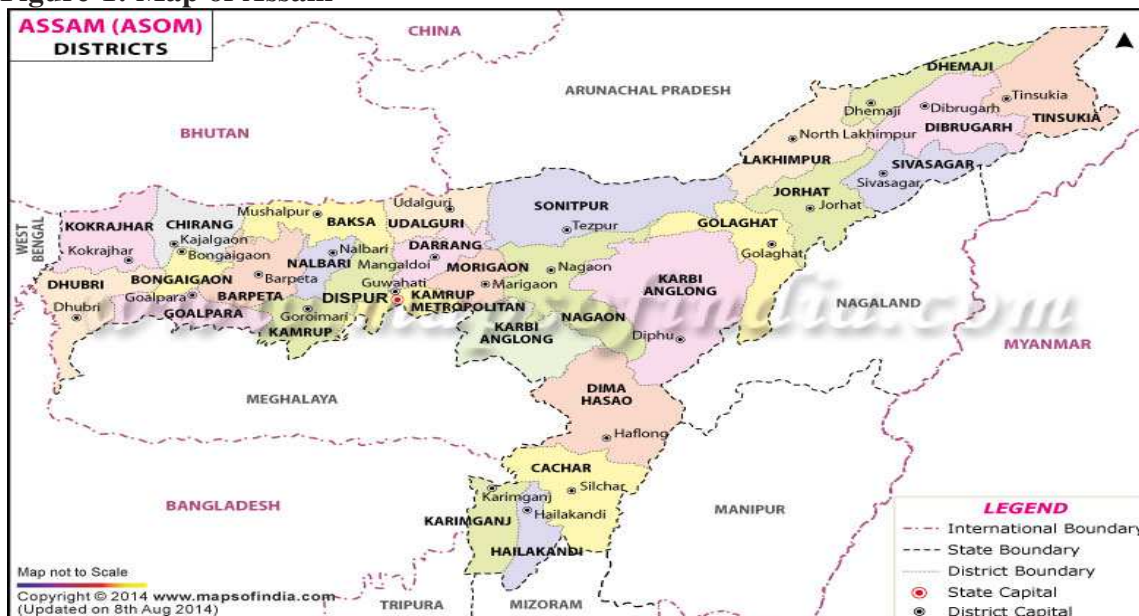 Figure 1: Map of Assam
ASSAM (ASOM)
DISTRICTS
CHINA
ARUNACHAL PRADESH
BHUTAN
DHEMAJI
Dhemaji
Tinsukia
TINSUKIA
Dibrugarh
DIBRUGARH
North Lakhimpur
LAKHIMPUR
SIVASAGAR
Sivasagar
JORHAT
Jorhat
WEST BENGAL
KOKRAJHAR
Kokrajhar
CHIRANG
Kajalgaon
Bongaigaon
BONGAIGAON
Mushalpur
BAKSA
Udalguri
UDALGURI
SONITPUR
Tezpur
GOLAGHAT
Golaghat
DHUBRI
Dhubri
Goalpara
GOALPARA
Barpeta
BARPETA
Nalbari
NALBARI
DARRANG
Mangaldoi
MORIGAON
Marigaon
Guwahati
DISPUR
KAMRUP
METROPOLITAN
Goroimari
KAMRUP
Nagaon
NAGAON
KARBI
ANGLONG
KARBI
ANGLONG
Diphu
NAGALAND
MYANMAR
www.mapsofindia.com
MEGHALAYA
DIMA
HASAO
Haflong
CACHAR
Silchar
Karimganj
KARIMGANJ
Hailakandi
HAILAKANDI
BANGLADESH
MANIPUR
TRIPURA
MIZORAM
LEGEND
International Boundary
State Boundary
District Boundary
State Capital
District Capital
Map not to Scale
Copyright © 2014 www.mapsofindia.com
(Updated on 8th Aug 2014)